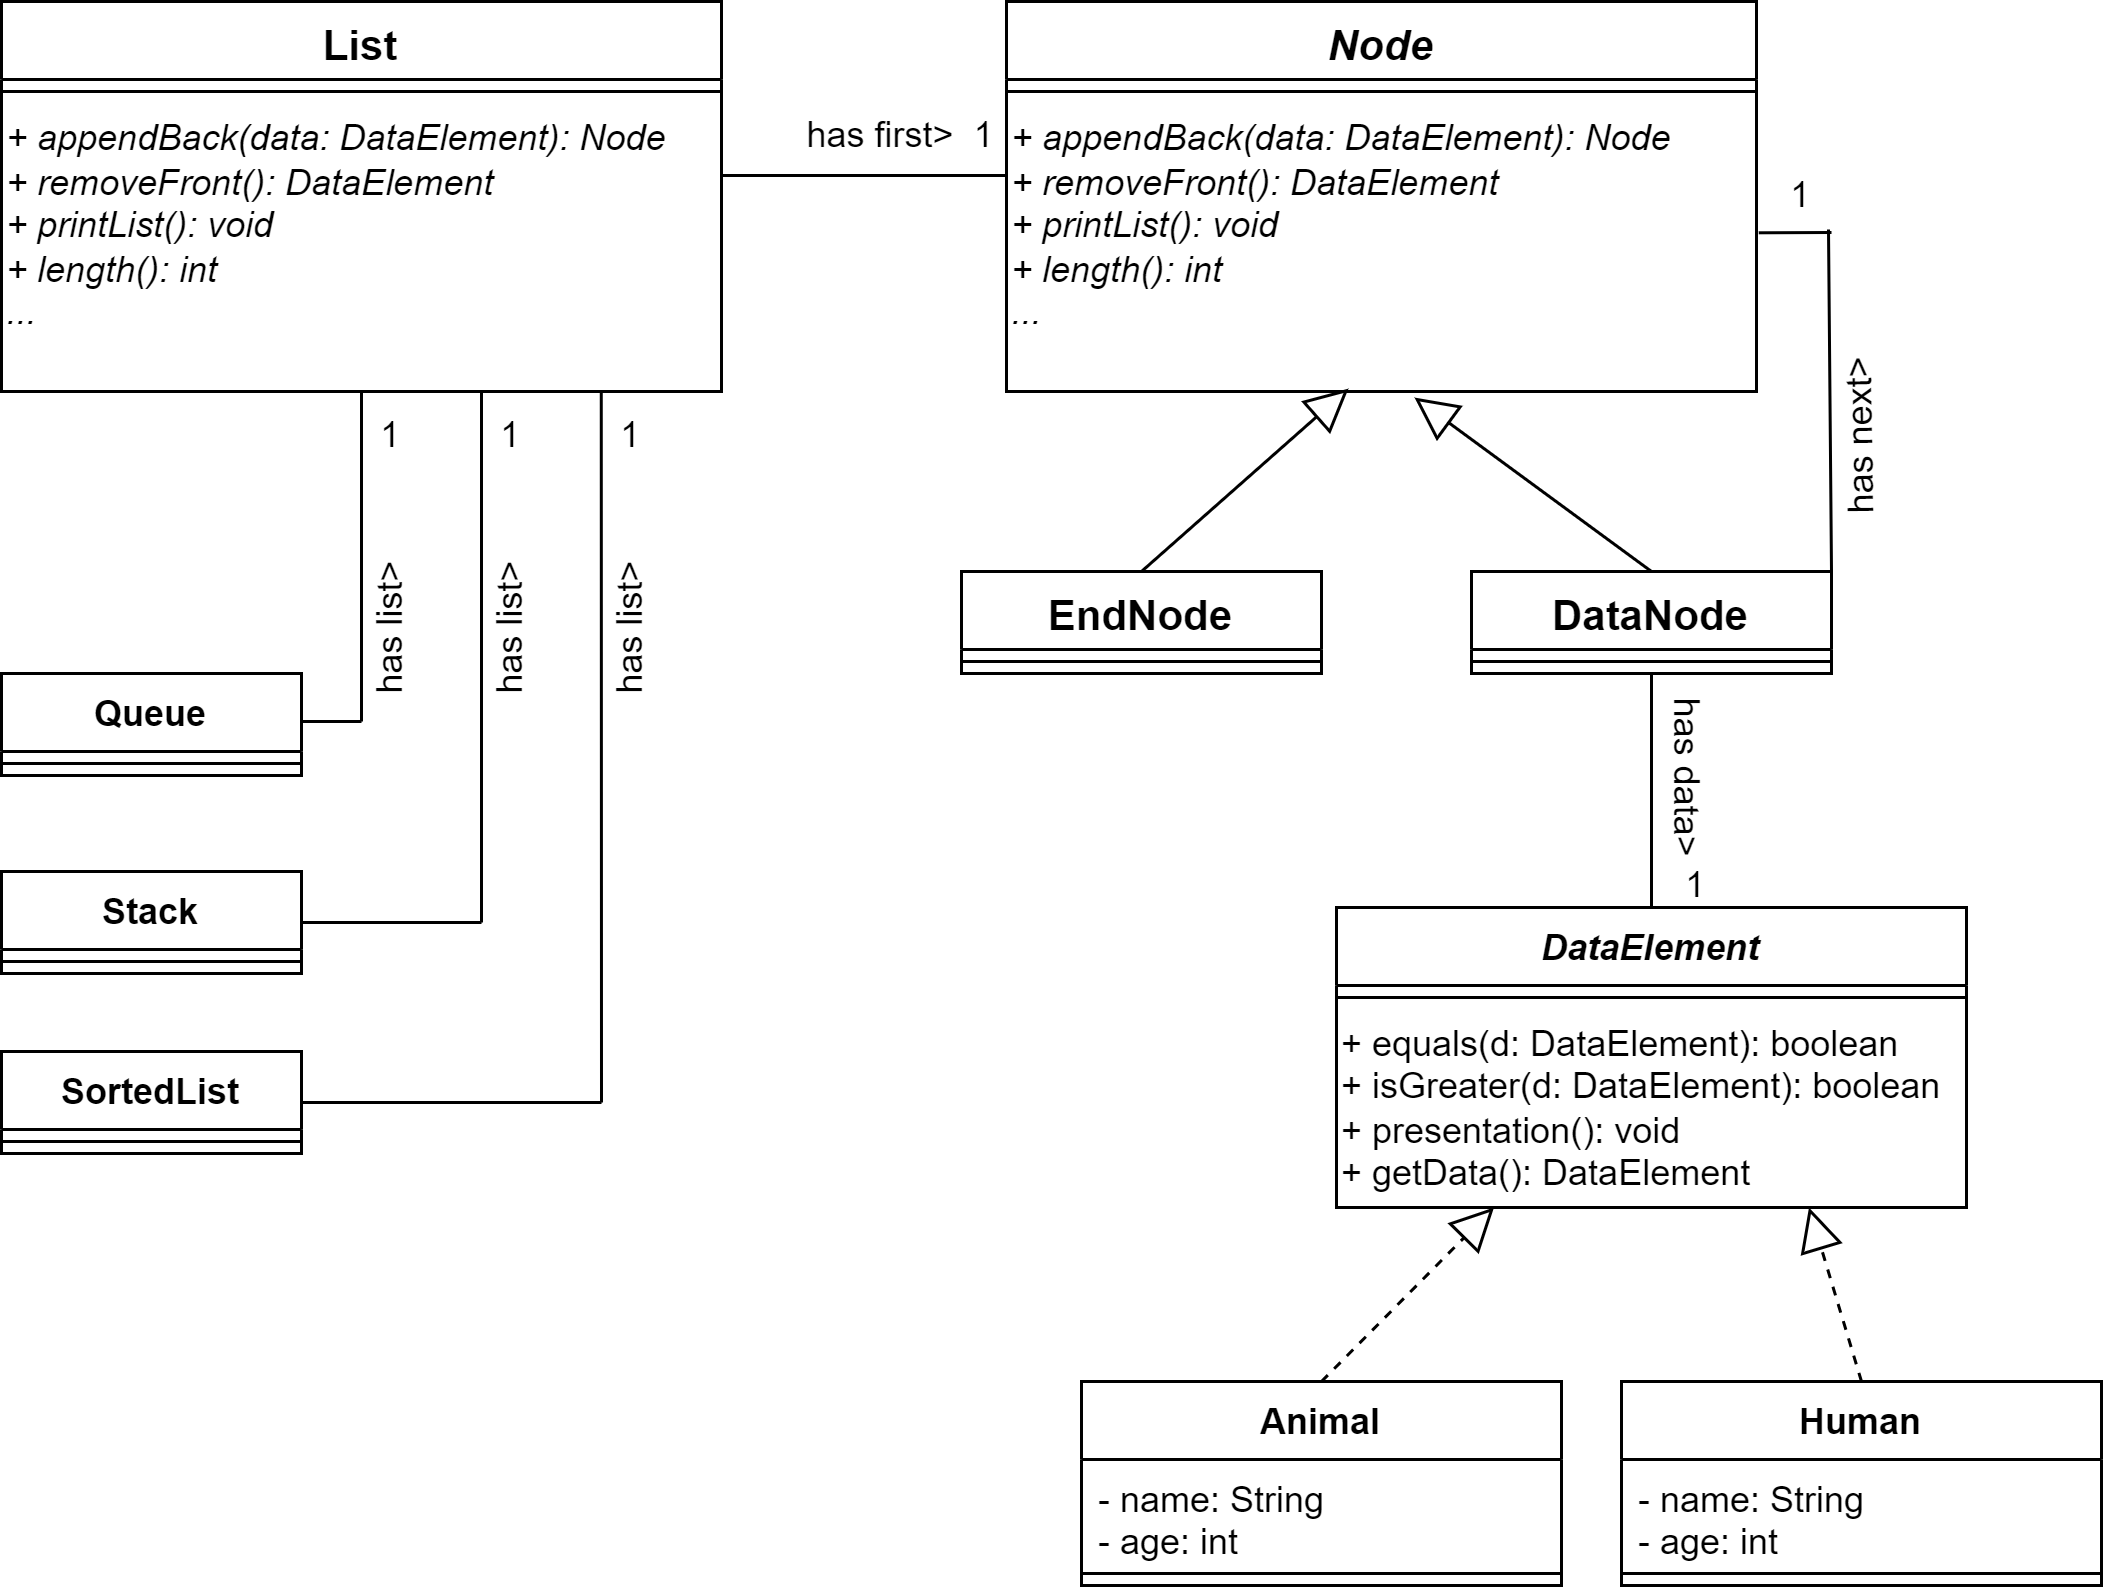 List
+ appendBack(data: DataElement): Node
+ removeFront(): DataElement
+ printList(): void
+ length(): int
...
has first> 1
Node
+ appendBack(data: DataElement): Node
+ removeFront(): DataElement
+ printList(): void
+ length(): int
...
1
has next>
1
1
1
has list>
has list>
has list>
Queue
Stack
SortedList
EndNode
DataNode
has data>
1
DataElement
+ equals(d: DataElement): boolean
+ isGreater(d: DataElement): boolean
+ presentation(): void
+ getData(): DataElement
Animal
- name: String
- age: int
Human
- name: String
- age: int